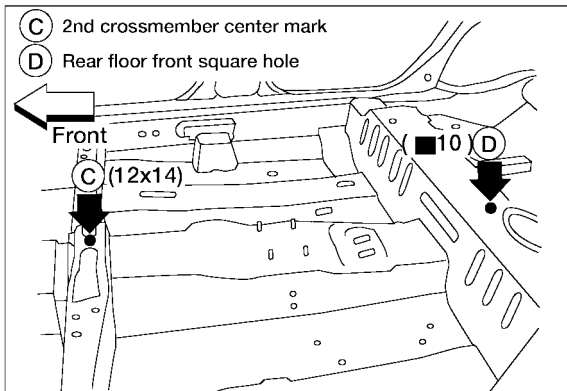 C 2nd crossmember center mark
D Rear floor front square hole
Front
(■10) D
C (12x14)